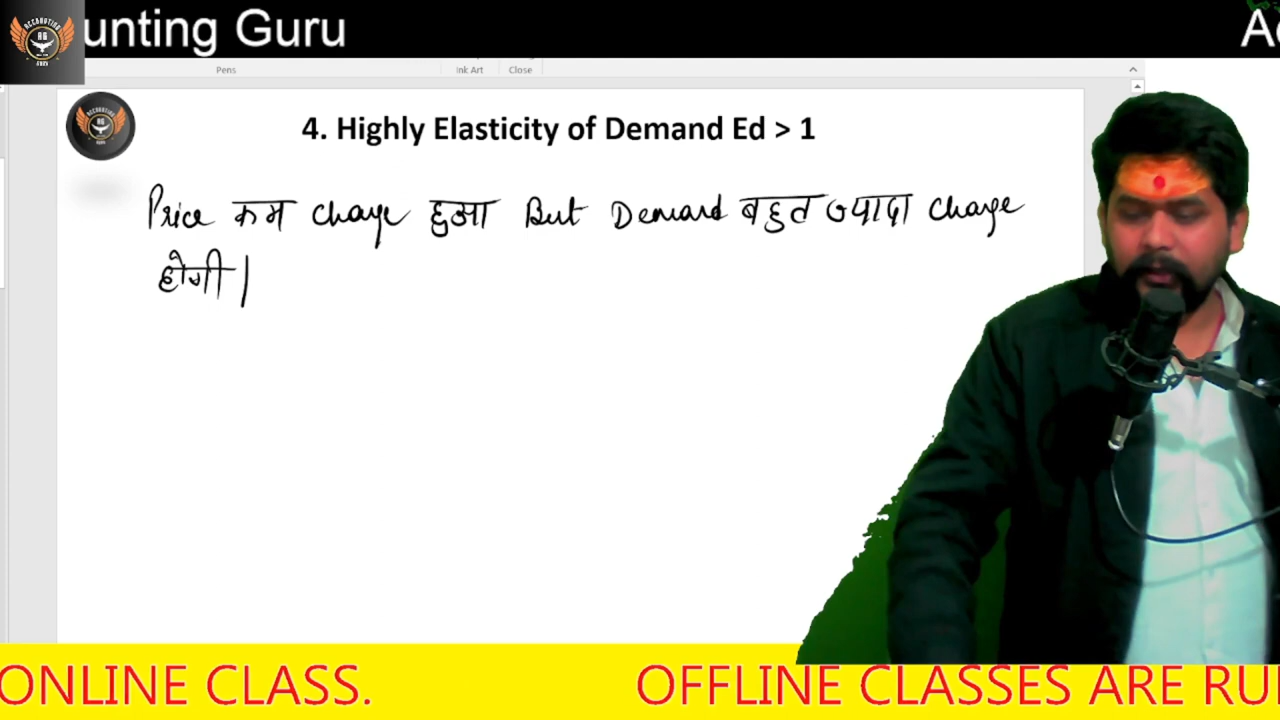 unting Guru
Ac
Pens
Ink Art
Close
4. Highly Elasticity of Demand Ed > 1
Price कम change हुआ But Demand बहुत ज्यादा change
होगी।
ONLINE CLASS.
OFFLINE CLASSES ARE RU